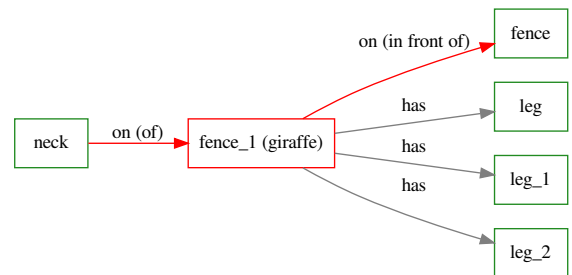 on (in front of)
fence
has
leg
neck
on (of)
fence_1 (giraffe)
has
leg_1
has
leg_2